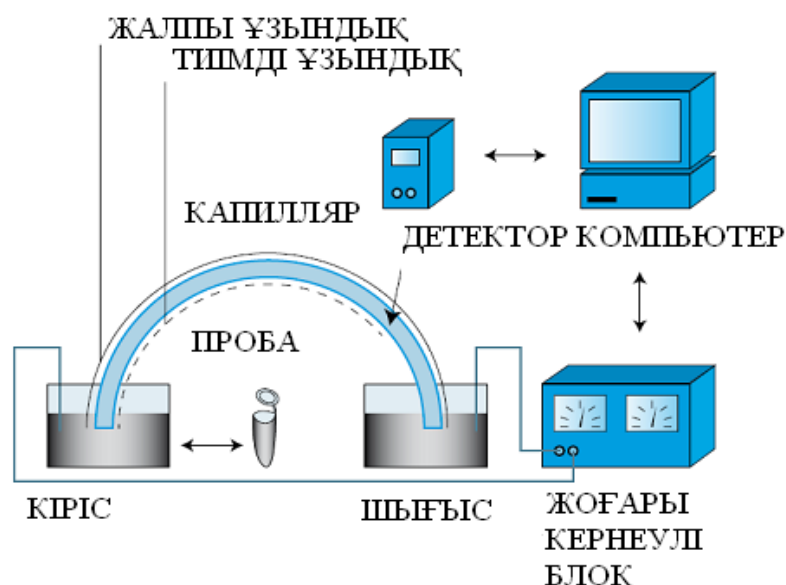 ЖАЛПЫ ҰЗЫНДЫҚ
ТИІМДІ ҰЗЫНДЫҚ
КАПИЛЛЯР
ДЕТЕКТОР КОМПЬЮТЕР
ПРОБА
КІРІС
ШЫҒЫС
ЖОҒАРЫ
КЕРНЕУЛІ
БЛОК